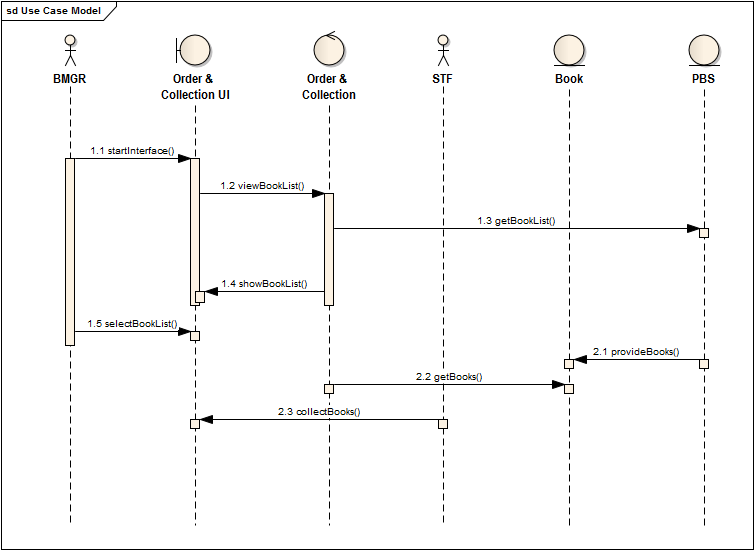 sd Use Case Model
BMGR
Order &
Collection UI
Order &
Collection
STF
Book
PBS
1.1 startInterface()
1.2 viewBookList()
1.3 getBookList()
1.4 showBookList()
1.5 selectBookList()
2.1 provideBooks()
2.2 getBooks()
2.3 collectBooks()